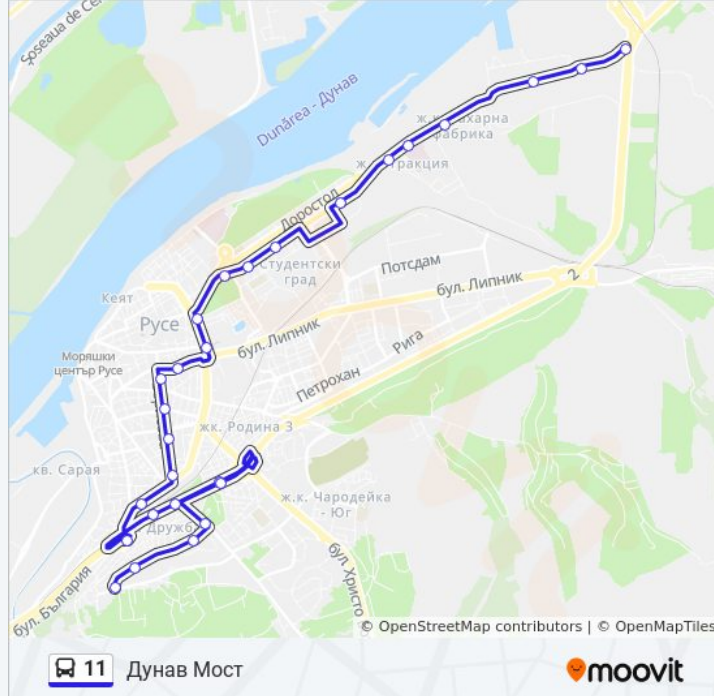 Șoseaua de Ce
Dunărea - Дунав
ж.к. Захарна
фабрика
ж.к. Тракция
Доростол
Студентски
град
Потсдам
бул. Липник
2
Кеят
Русе
бул. Липник
Моряшки
център Русе
Рига
Петрохан
жк. Родина 3
кв. Сарая
ж.к. Чародейка
- Юг
Дружба
бул. България
бул. Христо
© OpenStreetMap contributors | © OpenMapTiles
11 Дунав Мост
moovit